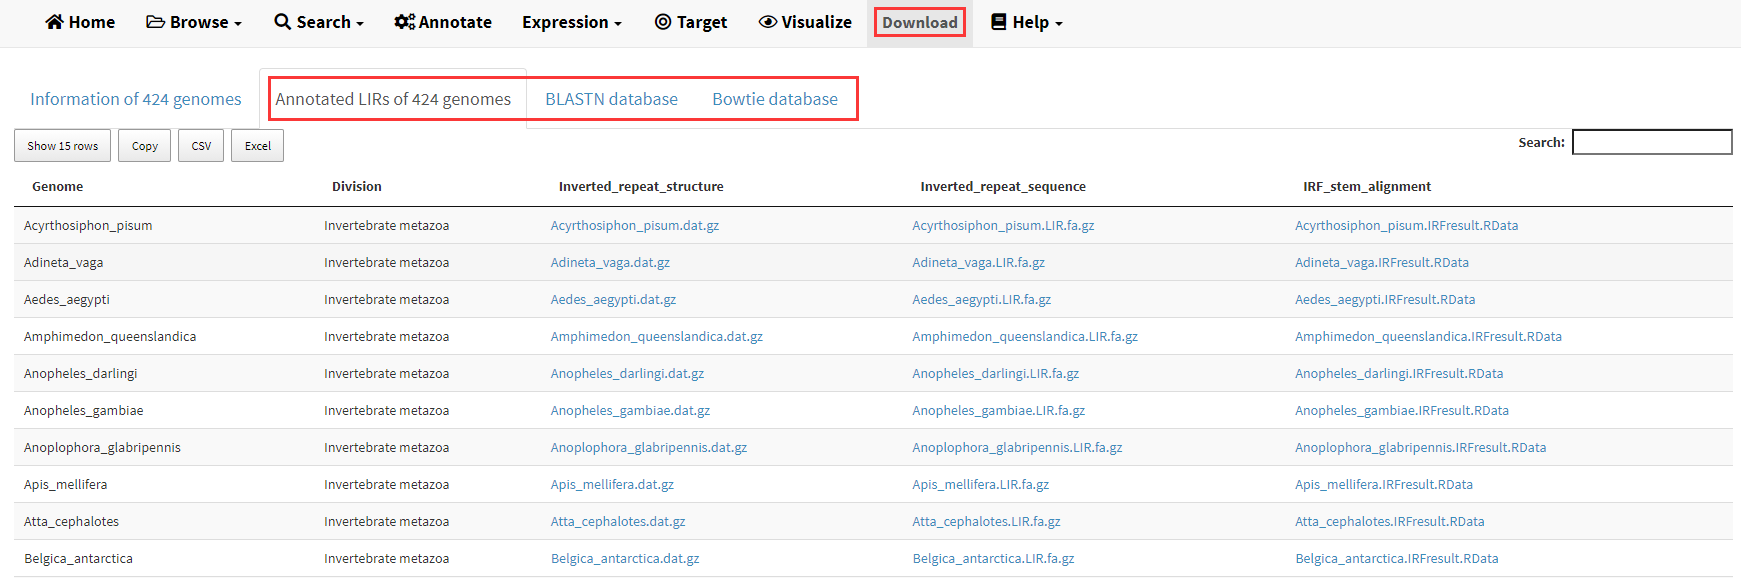 Home Browse Search Annotate Expression Target Visualize Download Help
Information of 424 genomes Annotated LIRs of 424 genomes BLASTN database Bowtie database
Show 15 rows Copy CSV Excel Search:
Genome Division Inverted_repeat_structure Inverted_repeat_sequence IRF_stem_alignment
Acyrthosiphon_pisum Invertebrate metazoa Acyrthosiphon_pisum.dat.gz Acyrthosiphon_pisum.LIR.fa.gz Acyrthosiphon_pisum.IRFresult.RData
Adineta_vaga Invertebrate metazoa Adineta_vaga.dat.gz Adineta_vaga.LIR.fa.gz Adineta_vaga.IRFresult.RData
Aedes_aegypti Invertebrate metazoa Aedes_aegypti.dat.gz Aedes_aegypti.LIR.fa.gz Aedes_aegypti.IRFresult.RData
Amphimedon_queenslandica Invertebrate metazoa Amphimedon_queenslandica.dat.gz Amphimedon_queenslandica.LIR.fa.gz Amphimedon_queenslandica.IRFresult.RData
Anopheles_darlingi Invertebrate metazoa Anopheles_darlingi.dat.gz Anopheles_darlingi.LIR.fa.gz Anopheles_darlingi.IRFresult.RData
Anopheles_gambiae Invertebrate metazoa Anopheles_gambiae.dat.gz Anopheles_gambiae.LIR.fa.gz Anopheles_gambiae.IRFresult.RData
Anoplophora_glabripennis Invertebrate metazoa Anoplophora_glabripennis.dat.gz Anoplophora_glabripennis.LIR.fa.gz Anoplophora_glabripennis.IRFresult.RData
Apis_mellifera Invertebrate metazoa Apis_mellifera.dat.gz Apis_mellifera.LIR.fa.gz Apis_mellifera.IRFresult.RData
Atta_cephalotes Invertebrate metazoa Atta_cephalotes.dat.gz Atta_cephalotes.LIR.fa.gz Atta_cephalotes.IRFresult.RData
Belgica_antarctica Invertebrate metazoa Belgica_antarctica.dat.gz Belgica_antarctica.LIR.fa.gz Belgica_antarctica.IRFresult.RData